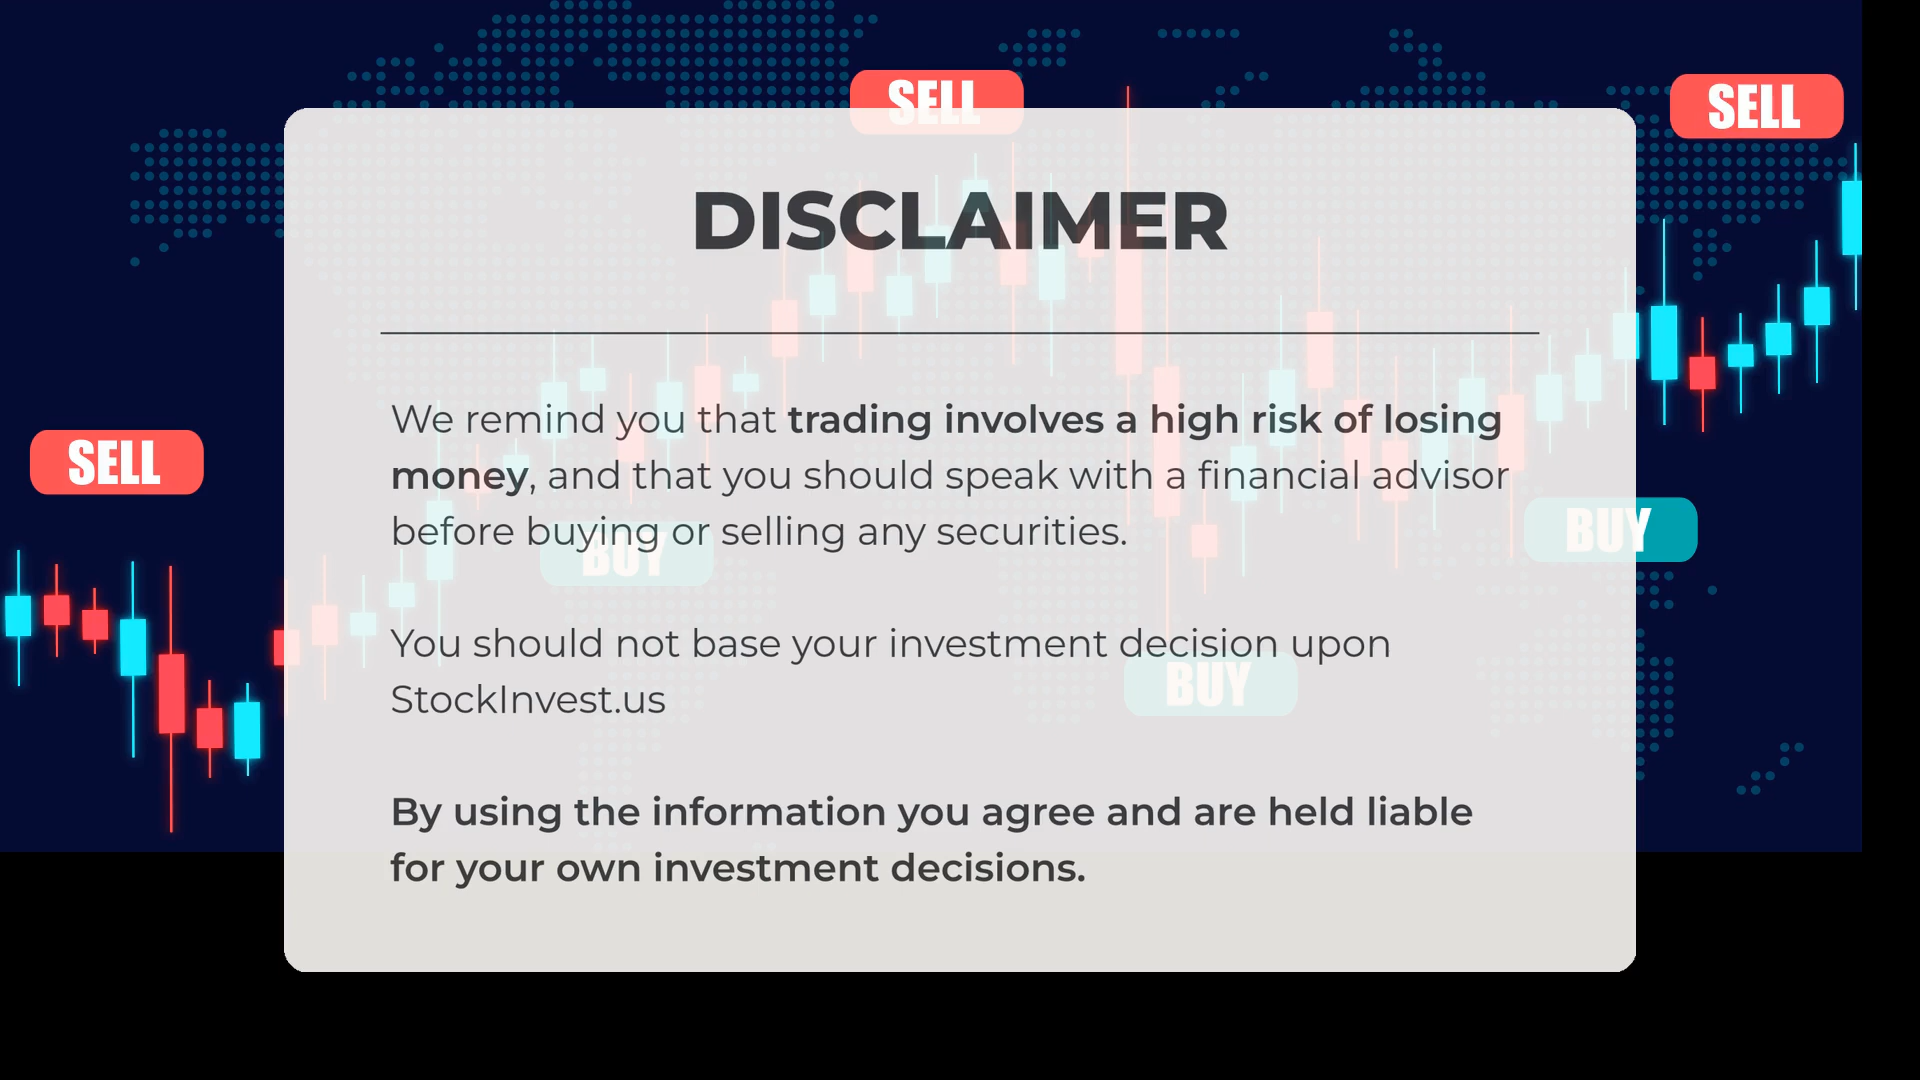 SELL
SELL
DISCLAIMER
We remind you that trading involves a high risk of losing
money, and that you should speak with a financial advisor
before buying or selling any securities.
SELL
BUY
BUY
You should not base your investment decision upon
StockInvest.us
BUY
By using the information you agree and are held liable
for your own investment decisions.